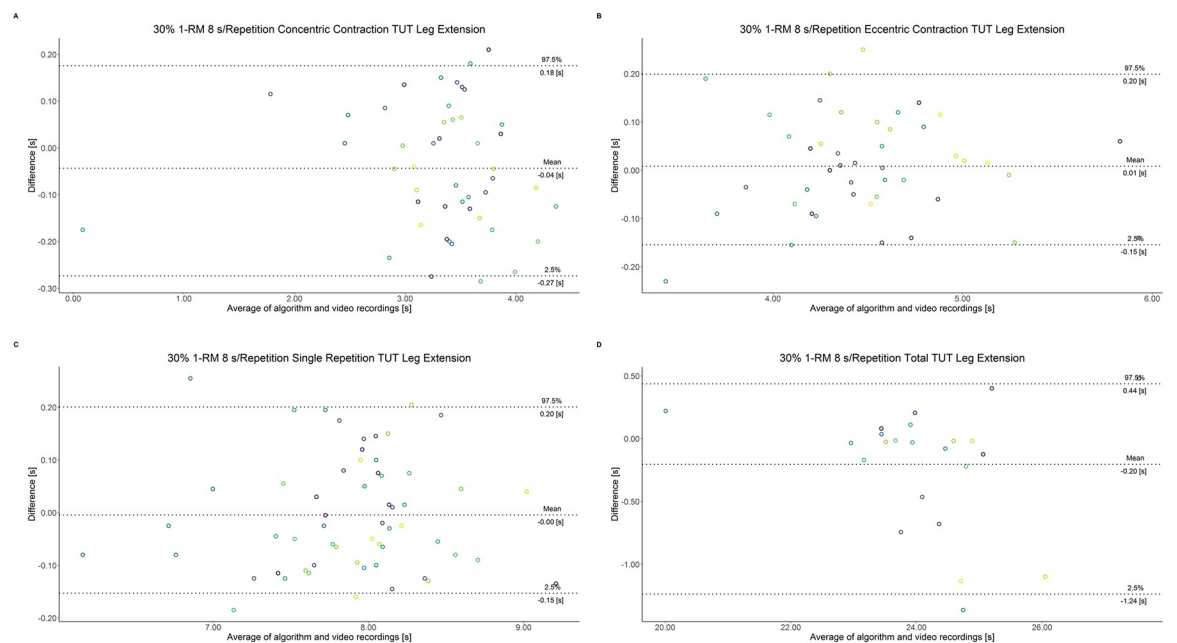 A
30% 1-RM 8 s/Repetition Concentric Contraction TUT Leg Extension
Difference [s]
0.20
0.10
0.00
-0.10
-0.20
-0.30
97.5%
0.18 [s]
Mean
-0.04 [s]
2.5%
-0.27 [s]
0.00 1.00 2.00 3.00 4.00
Average of algorithm and video recordings [s]
B
30% 1-RM 8 s/Repetition Eccentric Contraction TUT Leg Extension
Difference [s]
0.20
0.10
0.00
-0.10
-0.20
97.5%
0.20 [s]
Mean
0.01 [s]
2.5%
-0.15 [s]
4.00 5.00 6.00
Average of algorithm and video recordings [s]
C
30% 1-RM 8 s/Repetition Single Repetition TUT Leg Extension
Difference [s]
0.20
0.10
0.00
-0.10
-0.20
97.5%
0.20 [s]
Mean
-0.00 [s]
2.5%
-0.15 [s]
7.00 8.00 9.00
Average of algorithm and video recordings [s]
D
30% 1-RM 8 s/Repetition Total TUT Leg Extension
Difference [s]
0.50
0.00
-0.50
-1.00
97.5%
0.44 [s]
Mean
-0.20 [s]
2.5%
-1.24 [s]
20.00 22.00 24.00 26.00
Average of algorithm and video recordings [s]